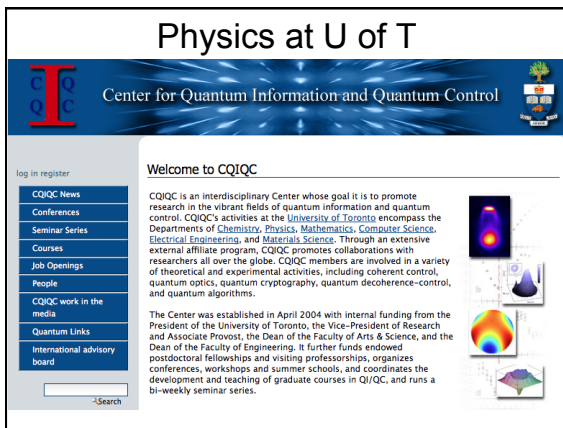 Physics at U of T
C Q
Q C
I
Center for Quantum Information and Quantum Control
log in register
CQIQC News
Conferences
Seminar Series
Courses
Job Openings
People
CQIQC work in the
media
Quantum Links
International advisory
board
Search
Welcome to CQIQC
CQIQC is an interdisciplinary Center whose goal it is to promote
research in the vibrant fields of quantum information and quantum
control. CQIQC's activities at the University of Toronto encompass the
Departments of Chemistry, Physics, Mathematics, Computer Science,
Electrical Engineering, and Materials Science. Through an extensive
external affiliate program, CQIQC promotes collaborations with
researchers all over the globe. CQIQC members are involved in a variety
of theoretical and experimental activities, including coherent control,
quantum optics, quantum cryptography, quantum decoherence-control,
and quantum algorithms.
The Center was established in April 2004 with internal funding from the
President of the University of Toronto, the Vice-President of Research
and Associate Provost, the Dean of the Faculty of Arts & Science, and the
Dean of the Faculty of Engineering. It further funds endowed
postdoctoral fellowships and visiting professorships, organizes
conferences, workshops and summer schools, and coordinates the
development and teaching of graduate courses in QI/QC, and runs a
bi-weekly seminar series.